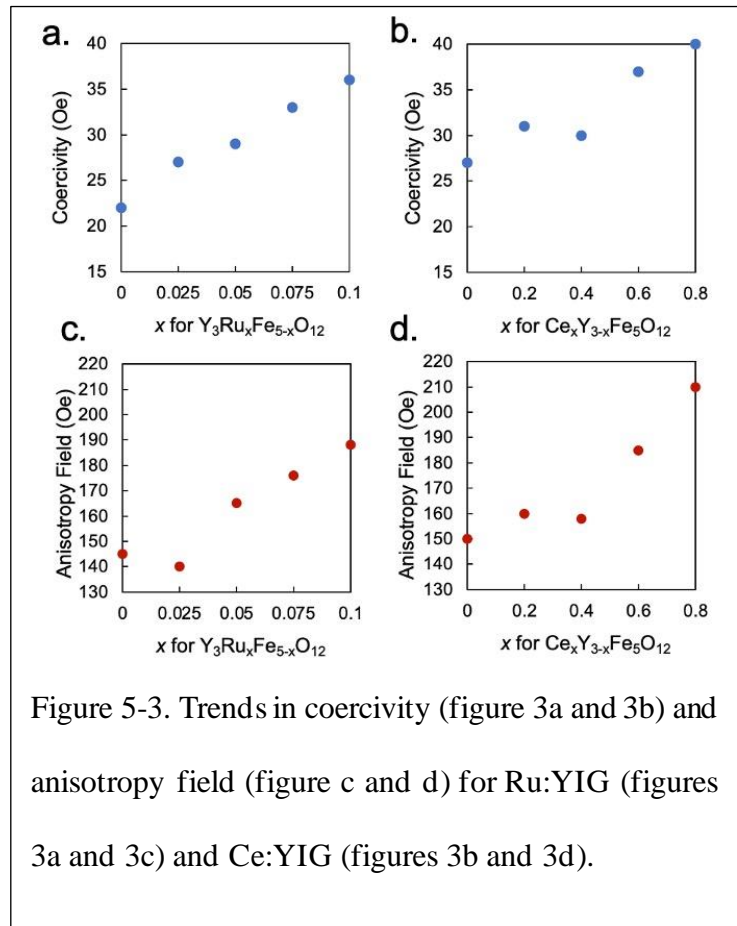 a.
40
35
30
25
20
15
Coercivity (Oe)
0 0.025 0.05 0.075 0.1
x for Y₃RuₓFe₅₋ₓO₁₂
b.
40
35
30
25
20
15
Coercivity (Oe)
0 0.2 0.4 0.6 0.8
x for CeₓY₃₋ₓFe₅O₁₂
c.
220
210
200
190
180
170
160
150
140
130
Anisotropy Field (Oe)
0 0.025 0.05 0.075 0.1
x for Y₃RuₓFe₅₋ₓO₁₂
d.
220
210
200
190
180
170
160
150
140
130
Anisotropy Field (Oe)
0 0.2 0.4 0.6 0.8
x for CeₓY₃₋ₓFe₅O₁₂
Figure 5-3. Trends in coercivity (figure 3a and 3b) and
anisotropy field (figure c and d) for Ru:YIG (figures
3a and 3c) and Ce:YIG (figures 3b and 3d).